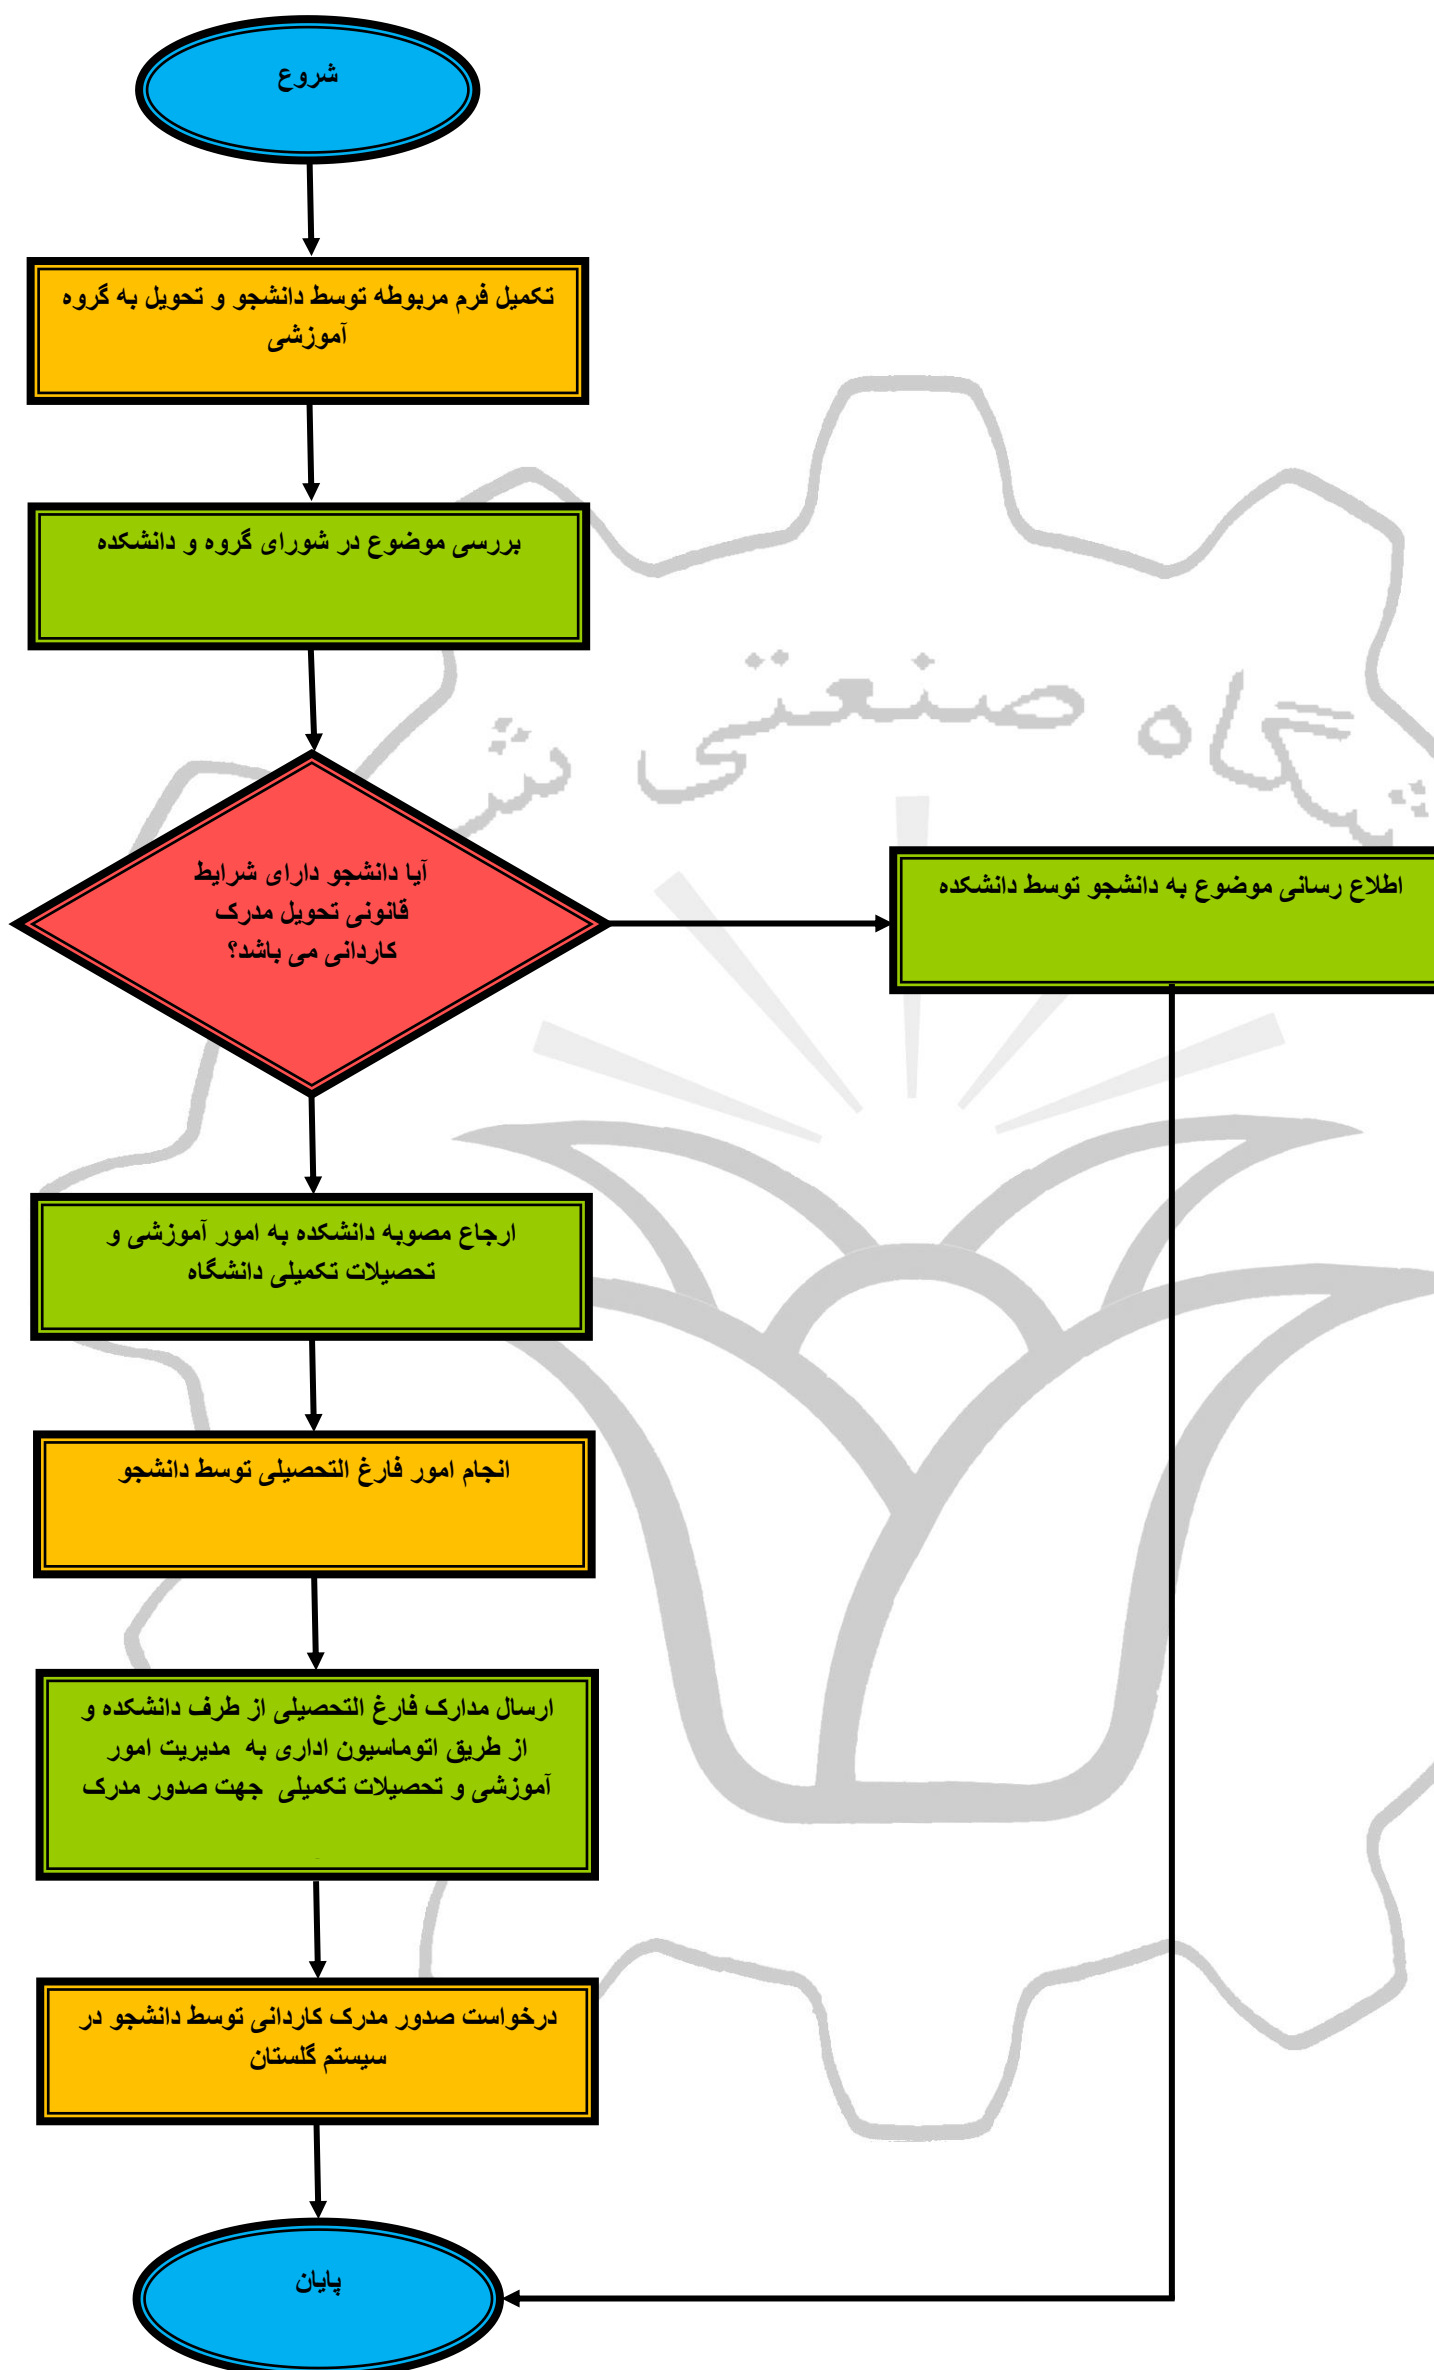 شروع
تکمیل فرم مربوطه توسط دانشجو و تحویل به گروه
آموزشی
بررسی موضوع در شورای گروه و دانشکده
صنعتی
آیا دانشجو دارای شرایط
قانونی تحویل مدرک
کاردانی می باشد؟
اطلاع رسانی موضوع به دانشجو توسط دانشکده
ارجاع مصوبه دانشکده به امور آموزشی و
تحصیلات تکمیلی دانشگاه
انجام امور فارغ التحصیلی توسط دانشجو
ارسال مدارک فارغ التحصیلی از طرف دانشکده و
از طریق اتوماسیون اداری به مدیریت امور
آموزشی و تحصیلات تکمیلی جهت صدور مدرک
درخواست صدور مدرک کاردانی توسط دانشجو در
سیستم گلستان
پایان